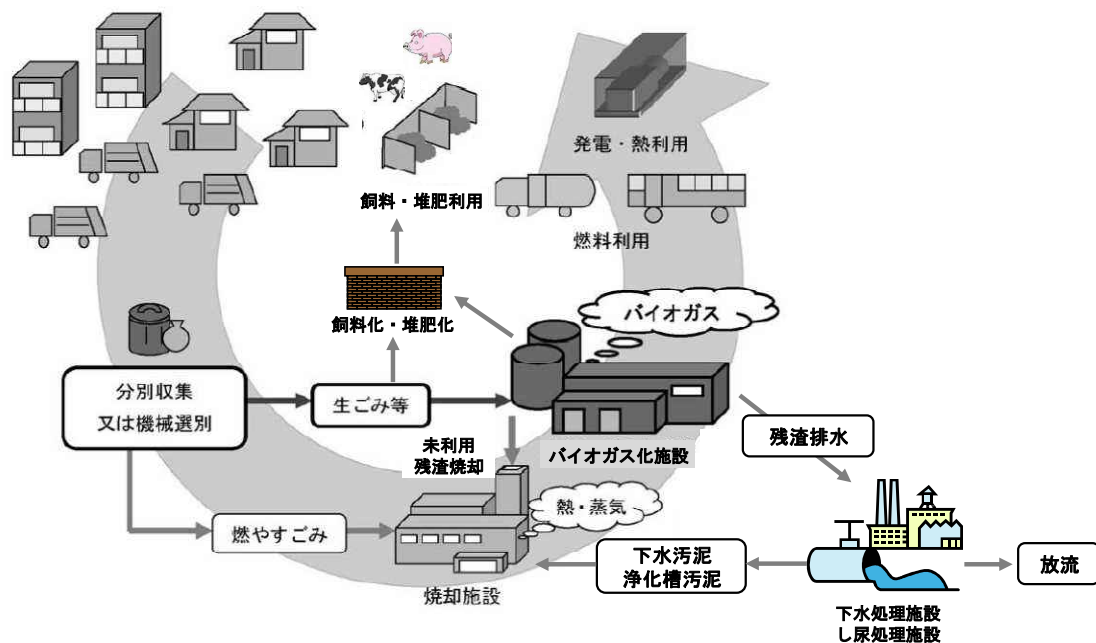 発電・熱利用
飼料・堆肥利用
燃料利用
バイオガス
飼料化・堆肥化
分別収集
又は機械選別
生ごみ等
未利用
残渣焼却
バイオガス化施設
残渣排水
熱・蒸気
燃やすごみ
焼却施設
下水汚泥
浄化槽汚泥
放流
下水処理施設
し尿処理施設